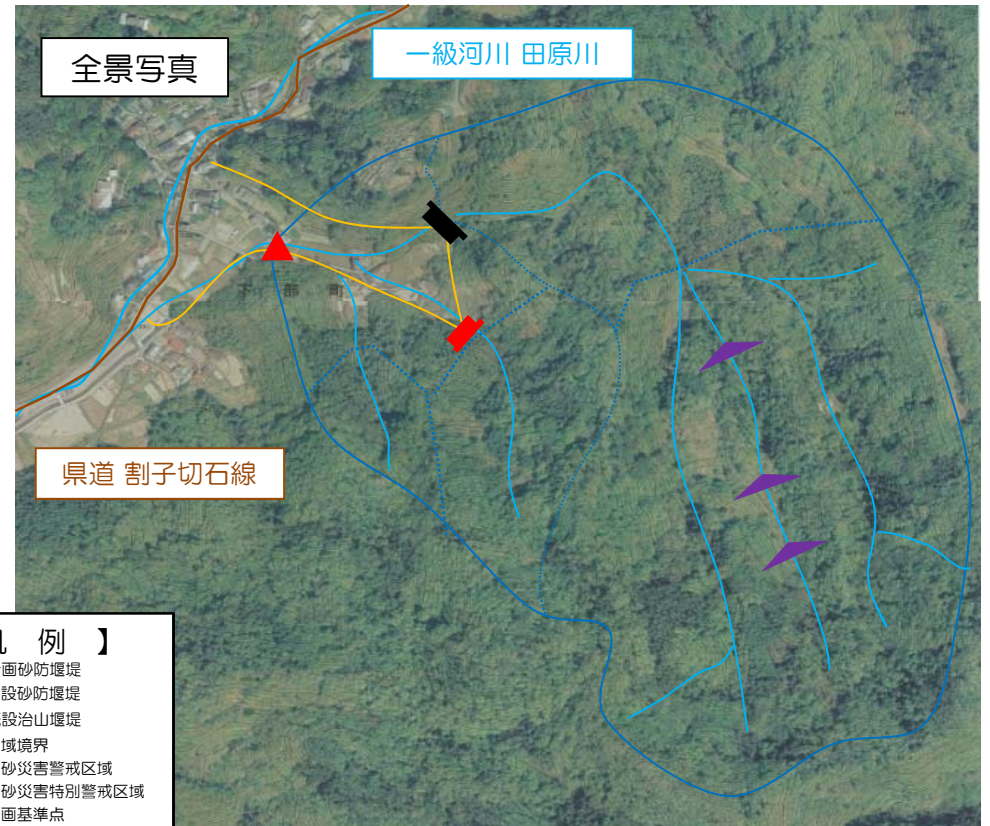 全景写真
一級河川 田原川
下 部 町
県道 割子切石線
例 】
画砂防堰堤
設砂防堰堤
設治山堰堤
域境界
砂災害警戒区域
砂災害特別警戒区域
画基準点